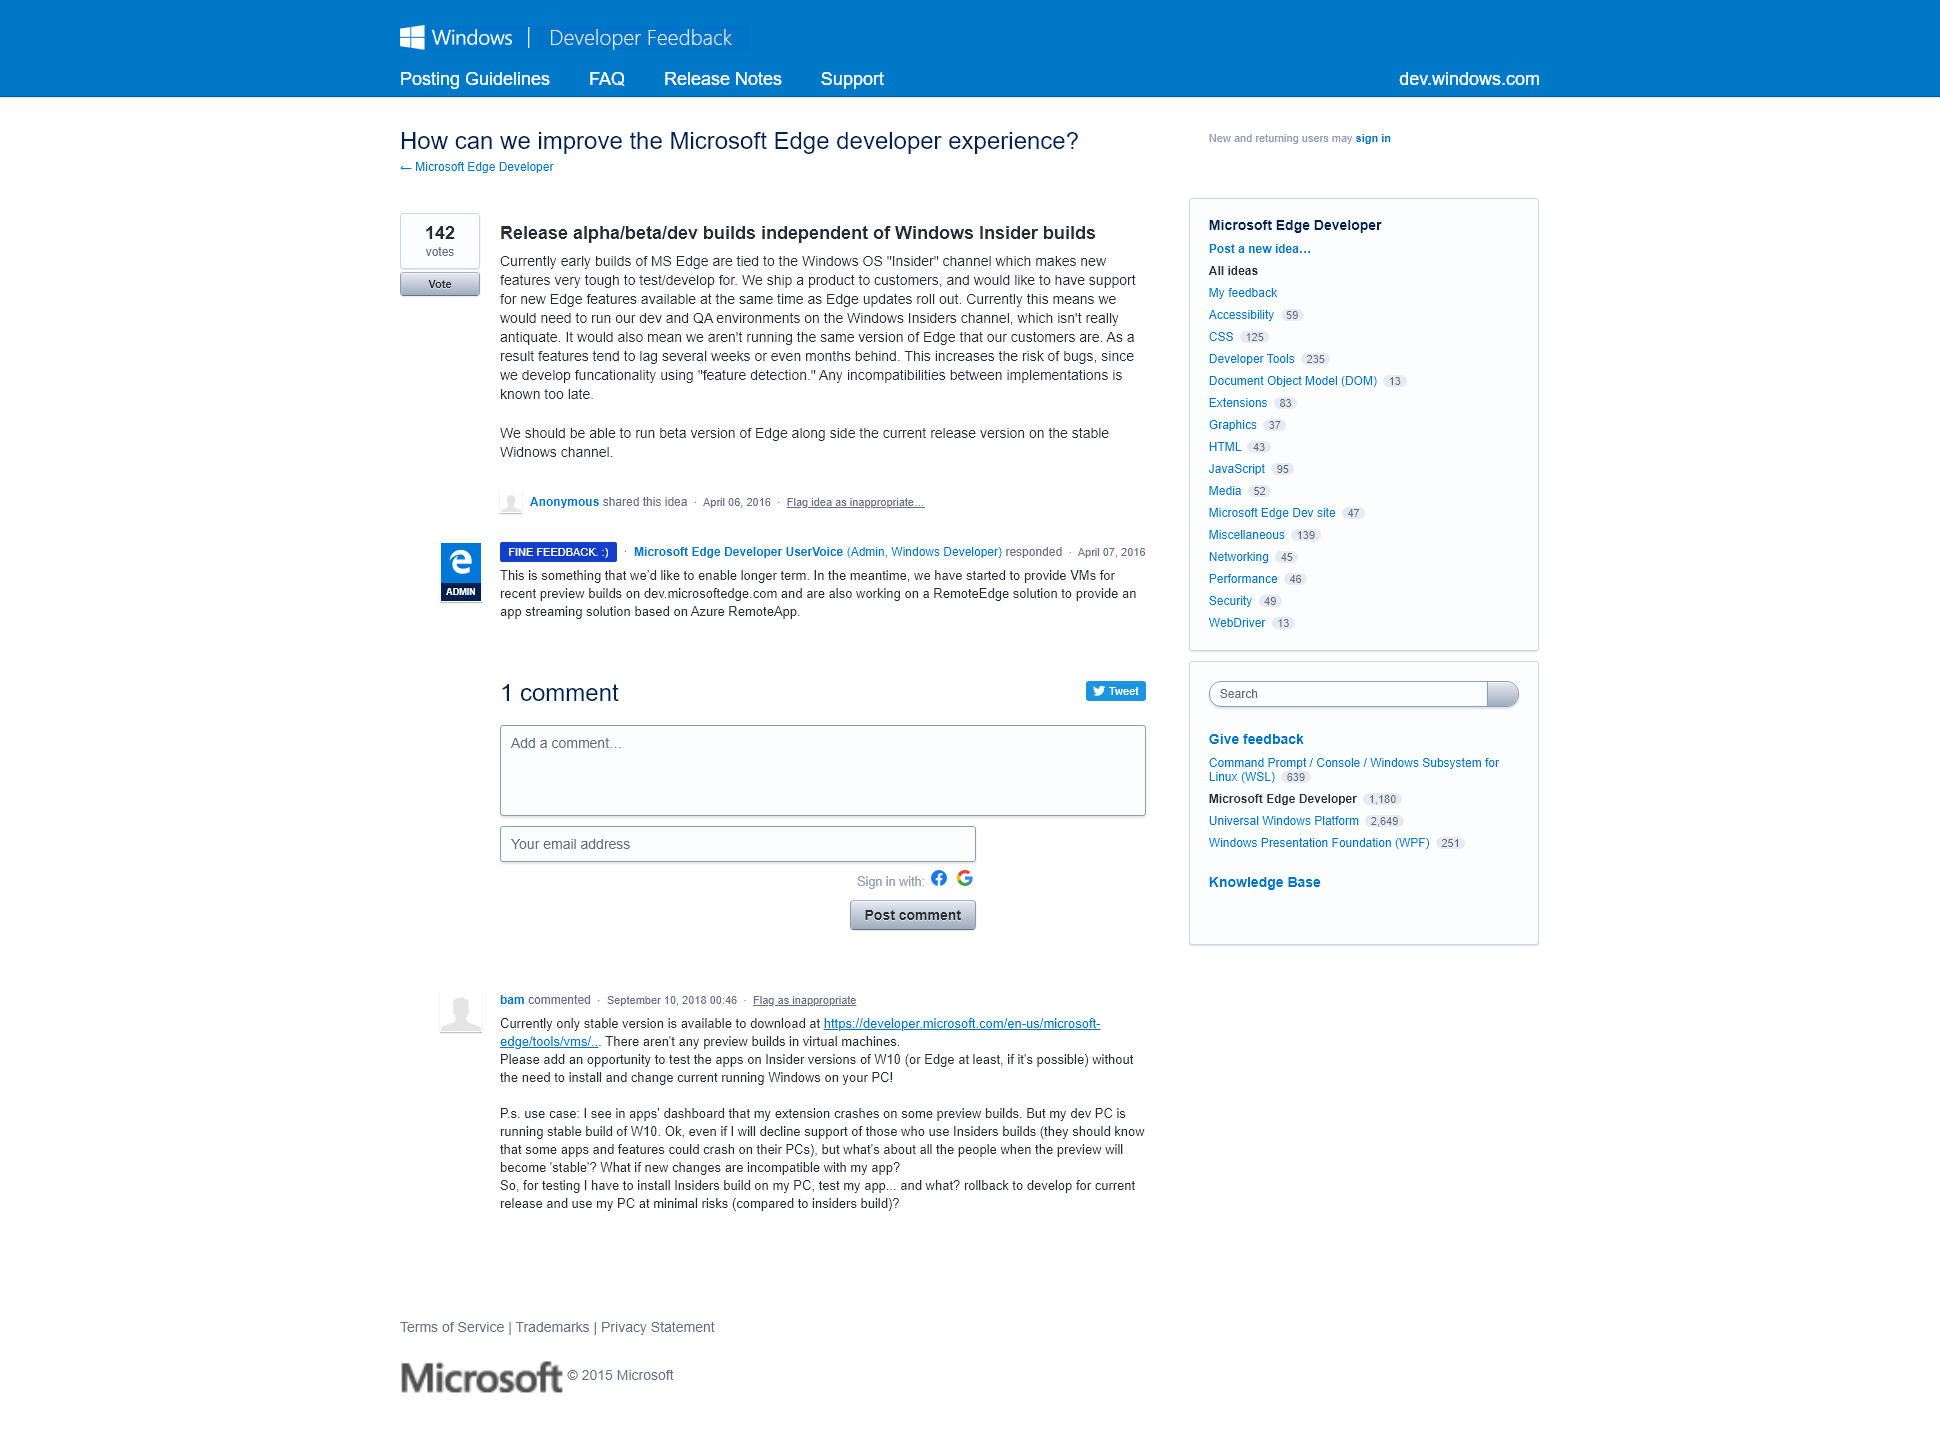 Windows | Developer Feedback
Posting Guidelines FAQ Release Notes Support dev.windows.com
How can we improve the Microsoft Edge developer experience?
← Microsoft Edge Developer
New and returning users may sign in
142
votes
Vote
Release alpha/beta/dev builds independent of Windows Insider builds
Currently early builds of MS Edge are tied to the Windows OS "Insider" channel which makes new
features very tough to test/develop for. We ship a product to customers, and would like to have support
for new Edge features available at the same time as Edge updates roll out. Currently this means we
would need to run our dev and QA environments on the Windows Insiders channel, which isn't really
antiquate. It would also mean we aren't running the same version of Edge that our customers are. As a
result features tend to lag several weeks or even months behind. This increases the risk of bugs, since
we develop funcationality using "feature detection." Any incompatibilities between implementations is
known too late.
We should be able to run beta version of Edge along side the current release version on the stable
Widnows channel.
Anonymous shared this idea · April 06, 2016 · Flag idea as inappropriate…
ADMIN
FINE FEEDBACK. :) · Microsoft Edge Developer UserVoice (Admin, Windows Developer) responded · April 07, 2016
This is something that we’d like to enable longer term. In the meantime, we have started to provide VMs for
recent preview builds on dev.microsoftedge.com and are also working on a RemoteEdge solution to provide an
app streaming solution based on Azure RemoteApp.
1 comment
Tweet
Add a comment…
Your email address
Sign in with:
Post comment
bam commented · September 10, 2018 00:46 · Flag as inappropriate
Currently only stable version is available to download at https://developer.microsoft.com/en-us/microsoft-
edge/tools/vms/... There aren't any preview builds in virtual machines.
Please add an opportunity to test the apps on Insider versions of W10 (or Edge at least, if it's possible) without
the need to install and change current running Windows on your PC!
P.s. use case: I see in apps' dashboard that my extension crashes on some preview builds. But my dev PC is
running stable build of W10. Ok, even if I will decline support of those who use Insiders builds (they should know
that some apps and features could crash on their PCs), but what's about all the people when the preview will
become 'stable'? What if new changes are incompatible with my app?
So, for testing I have to install Insiders build on my PC, test my app... and what? rollback to develop for current
release and use my PC at minimal risks (compared to insiders build)?
Microsoft Edge Developer
Post a new idea…
All ideas
My feedback
Accessibility 59
CSS 125
Developer Tools 235
Document Object Model (DOM) 13
Extensions 83
Graphics 37
HTML 43
JavaScript 95
Media 52
Microsoft Edge Dev site 47
Miscellaneous 139
Networking 45
Performance 46
Security 49
WebDriver 13
Search
Give feedback
Command Prompt / Console / Windows Subsystem for
Linux (WSL) 639
Microsoft Edge Developer 1,180
Universal Windows Platform 2,649
Windows Presentation Foundation (WPF) 251
Knowledge Base
Terms of Service | Trademarks | Privacy Statement
Microsoft © 2015 Microsoft